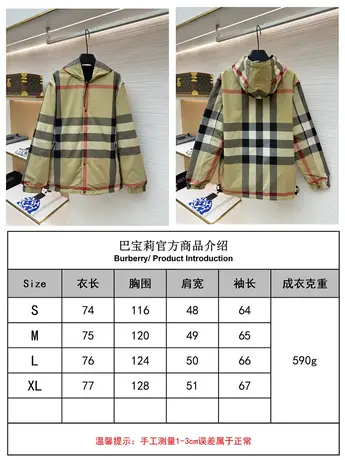 巴宝莉官方商品介绍
Burberry/ Product Introduction
Size 衣长 胸围 肩宽 袖长 成衣克重
S 74 116 48 64
M 75 120 49 65
L 76 124 50 66
XL 77 128 51 67
590g
温馨提示：手工测量1-3cm误差属于正常